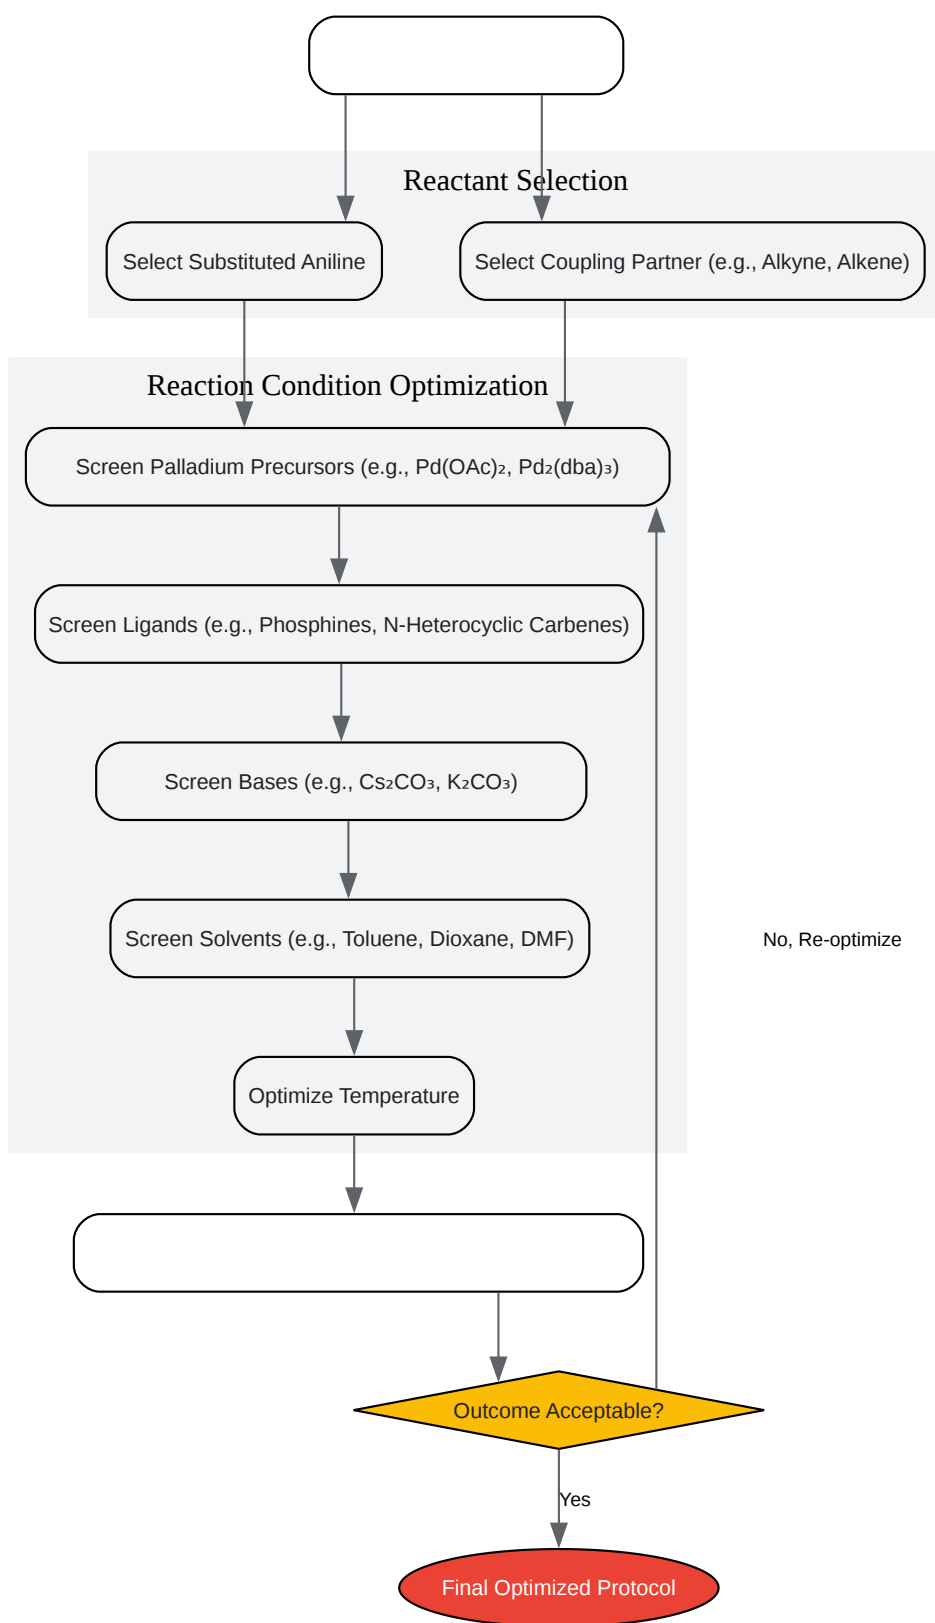 Reactant Selection
Select Substituted Aniline
Select Coupling Partner (e.g., Alkyne, Alkene)
Reaction Condition Optimization
Screen Palladium Precursors (e.g., Pd(OAc)₂, Pd₂(dba)₃)
Screen Ligands (e.g., Phosphines, N-Heterocyclic Carbenes)
Screen Bases (e.g., Cs₂CO₃, K₂CO₃)
Screen Solvents (e.g., Toluene, Dioxane, DMF)
No, Re-optimize
Optimize Temperature
Outcome Acceptable?
Yes
Final Optimized Protocol